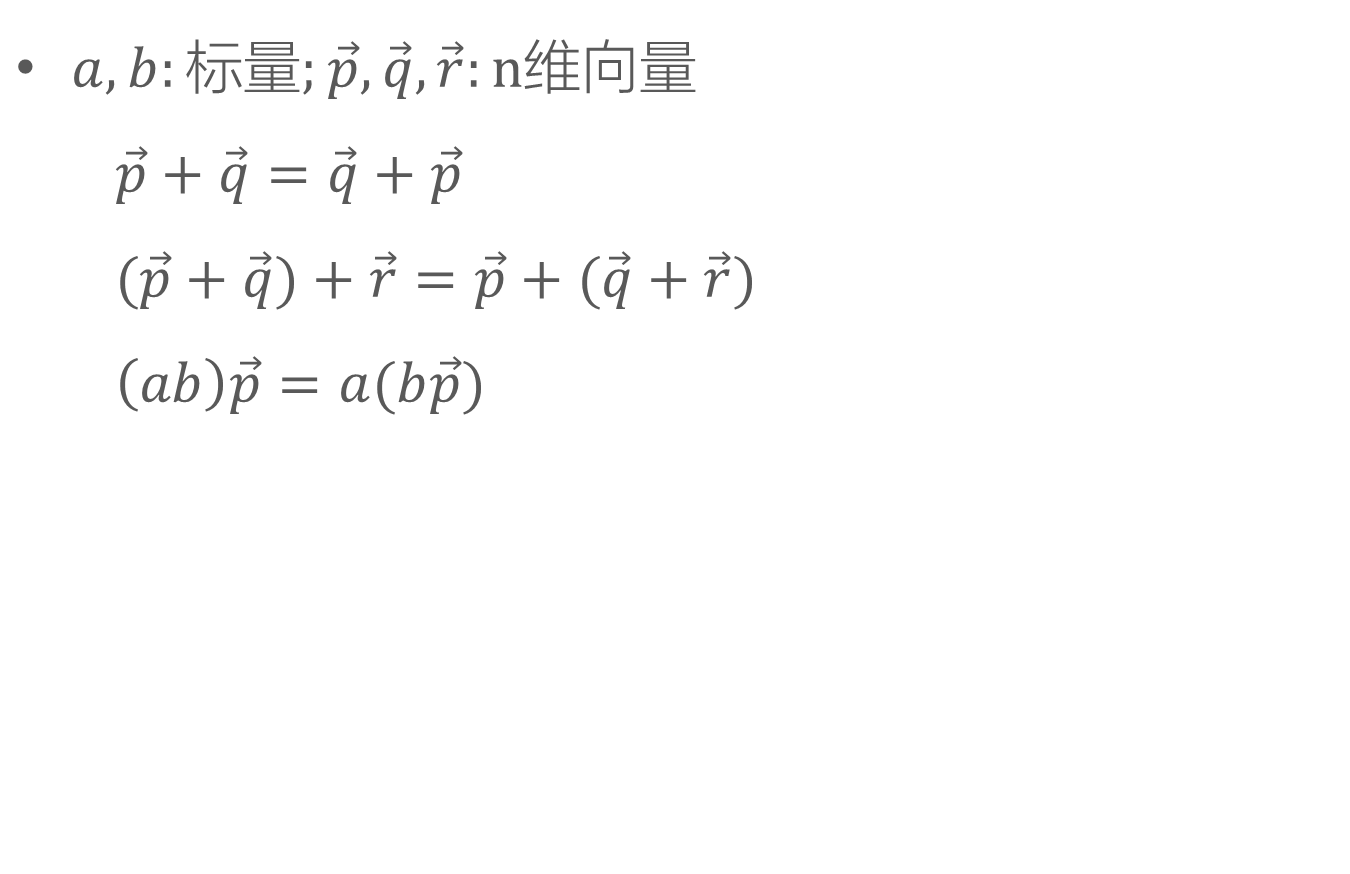 • a, b: 标量; p⃗, q⃗, r⃗: n维向量
p⃗ + q⃗ = q⃗ + p⃗
(p⃗ + q⃗) + r⃗ = p⃗ + (q⃗ + r⃗)
(ab)p⃗ = a(bp⃗)